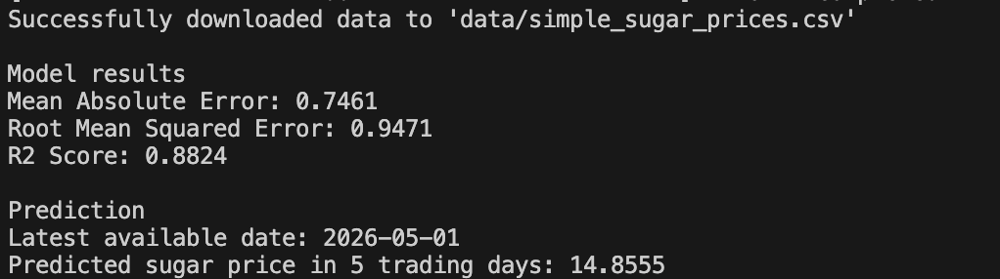 Successfully downloaded data to 'data/simple_sugar_prices.csv'
Model results
Mean Absolute Error: 0.7461
Root Mean Squared Error: 0.9471
R2 Score: 0.8824
Prediction
Latest available date: 2026-05-01
Predicted sugar price in 5 trading days: 14.8555